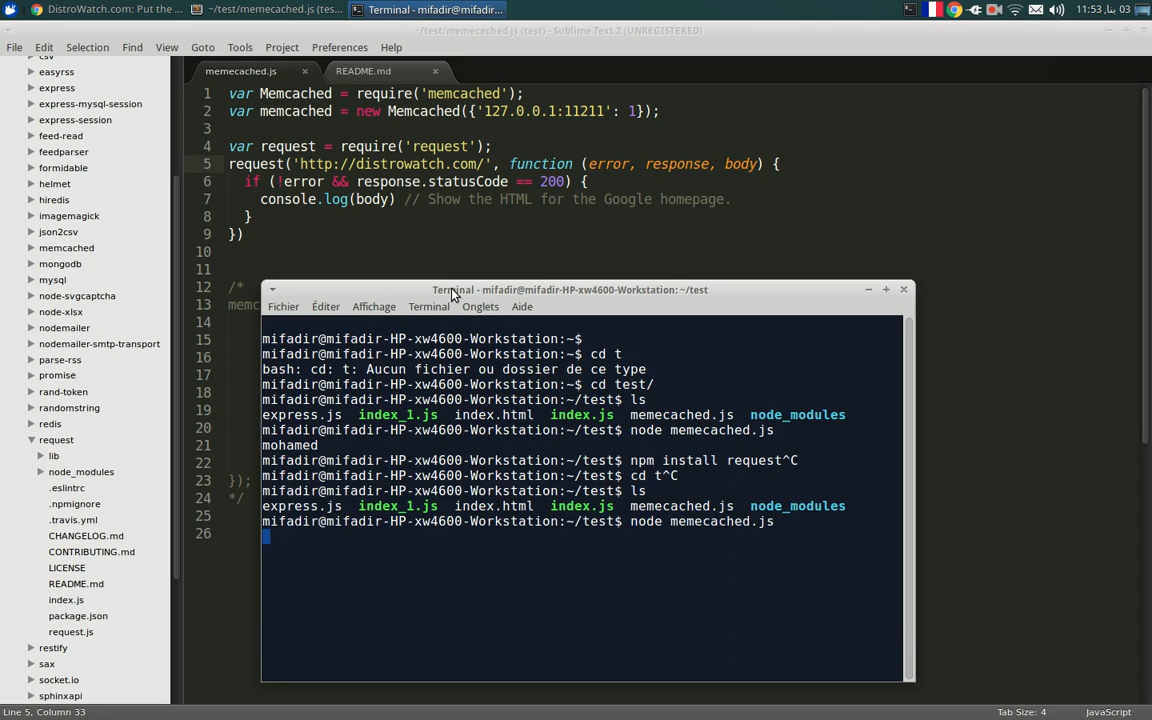 DistroWatch.com: Put the ...
~/test/memecached.js (tes...
Terminal - mifadir@mifadir...
11:53 بنا, 03
~/test/memecached.js (test) - Sublime Text 2 (UNREGISTERED)
File Edit Selection Find View Goto Tools Project Preferences Help
csv
easyrss
express
express-mysql-session
express-session
feed-read
feedparser
formidable
helmet
hiredis
imagemagick
json2csv
memcached
mongodb
mysql
node-svgcaptcha
node-xlsx
nodemailer
nodemailer-smtp-transport
parse-rss
promise
rand-token
randomstring
redis
request
lib
node_modules
.eslintrc
.npmignore
.travis.yml
CHANGELOG.md
CONTRIBUTING.md
LICENSE
README.md
index.js
package.json
request.js
restify
sax
socket.io
sphinxapi
memecached.js × README.md ×
1 var Memcached = require('memcached');
2 var memcached = new Memcached({'127.0.0.1:11211': 1});
3
4 var request = require('request');
5 request('http://distrowatch.com/', function (error, response, body) {
6 if (!error && response.statusCode == 200) {
7 console.log(body) // Show the HTML for the Google homepage.
8 }
9 })
10
11
12 /*
13 memc
14
15
16
17
18
19
20
21
22
23 });
24 */
25
26
Terminal - mifadir@mifadir-HP-xw4600-Workstation: ~/test
Fichier Éditer Affichage Terminal Onglets Aide
mifadir@mifadir-HP-xw4600-Workstation:~$
mifadir@mifadir-HP-xw4600-Workstation:~$ cd t
bash: cd: t: Aucun fichier ou dossier de ce type
mifadir@mifadir-HP-xw4600-Workstation:~$ cd test/
mifadir@mifadir-HP-xw4600-Workstation:~/test$ ls
express.js index_1.js index.html index.js memecached.js node_modules
mifadir@mifadir-HP-xw4600-Workstation:~/test$ node memecached.js
mohamed
mifadir@mifadir-HP-xw4600-Workstation:~/test$ npm install request^C
mifadir@mifadir-HP-xw4600-Workstation:~/test$ cd t^C
mifadir@mifadir-HP-xw4600-Workstation:~/test$ ls
express.js index_1.js index.html index.js memecached.js node_modules
mifadir@mifadir-HP-xw4600-Workstation:~/test$ node memecached.js
Line 5, Column 33
Tab Size: 4
JavaScript